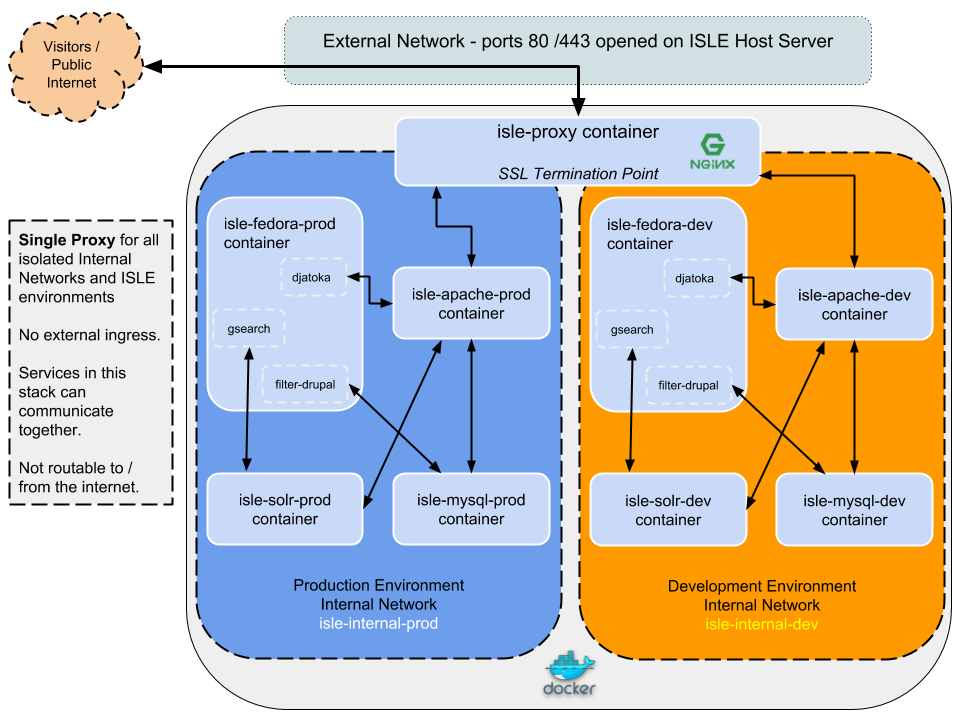 Visitors /
Public
Internet
External Network - ports 80 /443 opened on ISLE Host Server
isle-proxy container
SSL Termination Point
NGiNX
Single Proxy for all
isolated Internal
Networks and ISLE
environments
No external ingress.
Services in this
stack can
communicate
together.
Not routable to /
from the internet.
isle-fedora-prod
container
djatoka
gsearch
filter-drupal
isle-apache-prod
container
isle-solr-prod
container
isle-mysql-prod
container
Production Environment
Internal Network
isle-internal-prod
isle-fedora-dev
container
djatoka
gsearch
filter-drupal
isle-apache-dev
container
isle-solr-dev
container
isle-mysql-dev
container
Development Environment
Internal Network
isle-internal-dev
docker